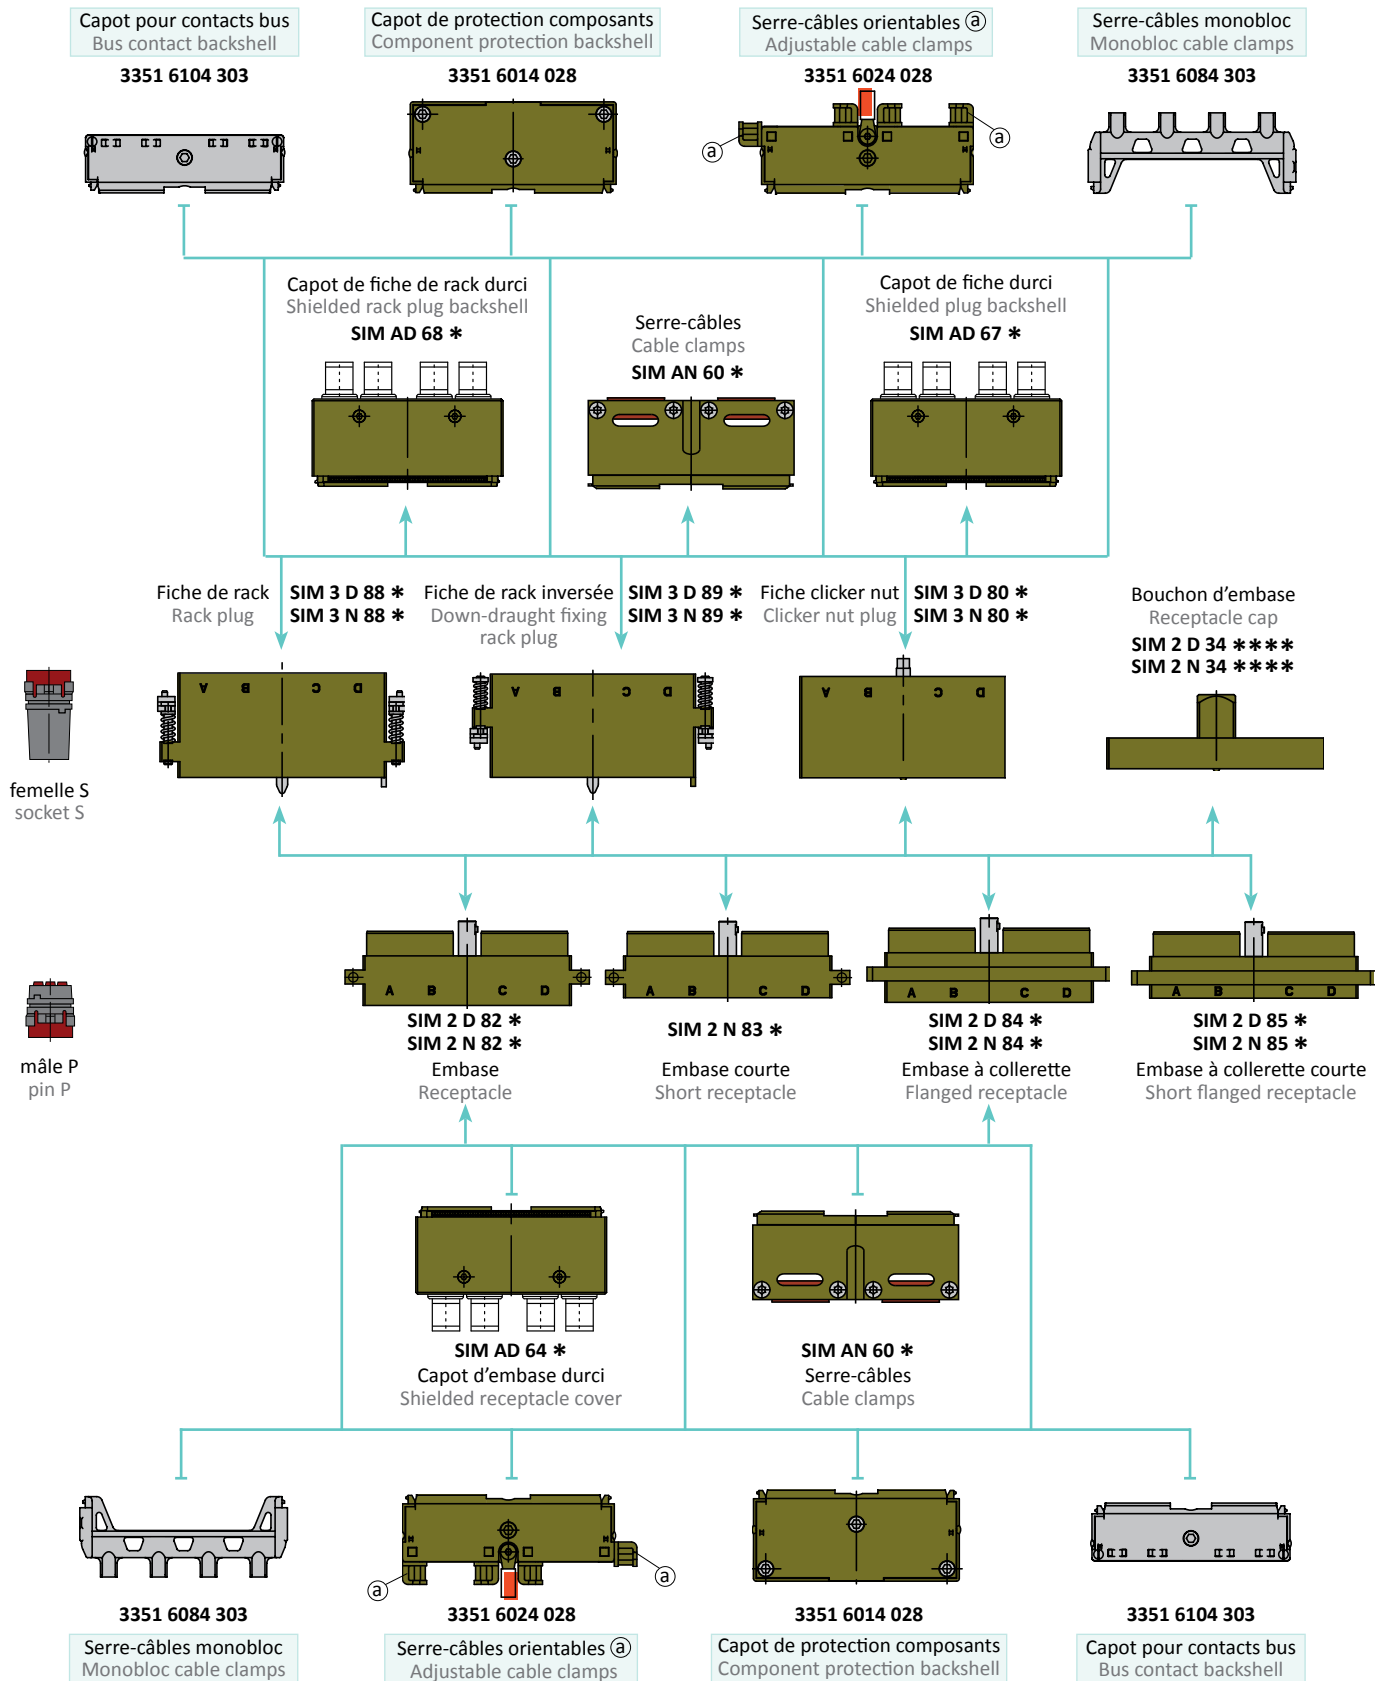 Capot pour contacts bus
Bus contact backshell
3351 6104 303
Capot de protection composants
Component protection backshell
3351 6014 028
Serre-câbles orientables ⓐ
Adjustable cable clamps
3351 6024 028
Serre-câbles monobloc
Monobloc cable clamps
3351 6084 303
ⓐ
ⓐ
Capot de fiche de rack durci
Shielded rack plug backshell
SIM AD 68 *
Serre-câbles
Cable clamps
SIM AN 60 *
Capot de fiche durci
Shielded plug backshell
SIM AD 67 *
Fiche de rack
Rack plug
SIM 3 D 88 *
SIM 3 N 88 *
Fiche de rack inversée
Down-draught fixing
rack plug
SIM 3 D 89 *
SIM 3 N 89 *
Fiche clicker nut
Clicker nut plug
SIM 3 D 80 *
SIM 3 N 80 *
Bouchon d’embase
Receptacle cap
SIM 2 D 34 ****
SIM 2 N 34 ****
A B C D
A B C D
A B C D
femelle S
socket S
A B C D
A B C D
A B C D
A B C D
mâle P
pin P
SIM 2 D 82 *
SIM 2 N 82 *
Embase
Receptacle
SIM 2 N 83 *
Embase courte
Short receptacle
SIM 2 D 84 *
SIM 2 N 84 *
Embase à collerette
Flanged receptacle
SIM 2 D 85 *
SIM 2 N 85 *
Embase à collerette courte
Short flanged receptacle
SIM AD 64 *
Capot d’embase durci
Shielded receptacle cover
SIM AN 60 *
Serre-câbles
Cable clamps
ⓐ
ⓐ
3351 6084 303
Serre-câbles monobloc
Monobloc cable clamps
3351 6024 028
Serre-câbles orientables ⓐ
Adjustable cable clamps
3351 6014 028
Capot de protection composants
Component protection backshell
3351 6104 303
Capot pour contacts bus
Bus contact backshell